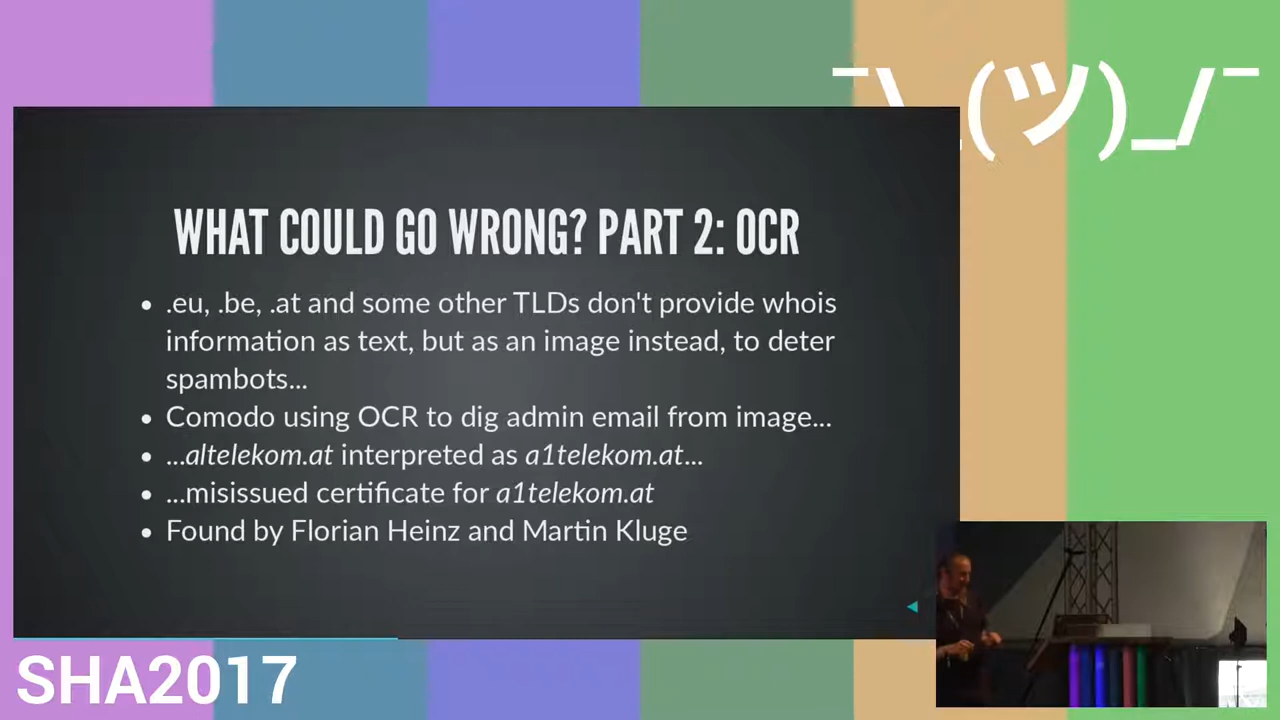 ¯\_(ツ)_/¯
WHAT COULD GO WRONG? PART 2: OCR
• .eu, .be, .at and some other TLDs don't provide whois
information as text, but as an image instead, to deter
spambots...
• Comodo using OCR to dig admin email from image...
• ...altelekom.at interpreted as a1telekom.at...
• ...misissued certificate for a1telekom.at
• Found by Florian Heinz and Martin Kluge
SHA2017